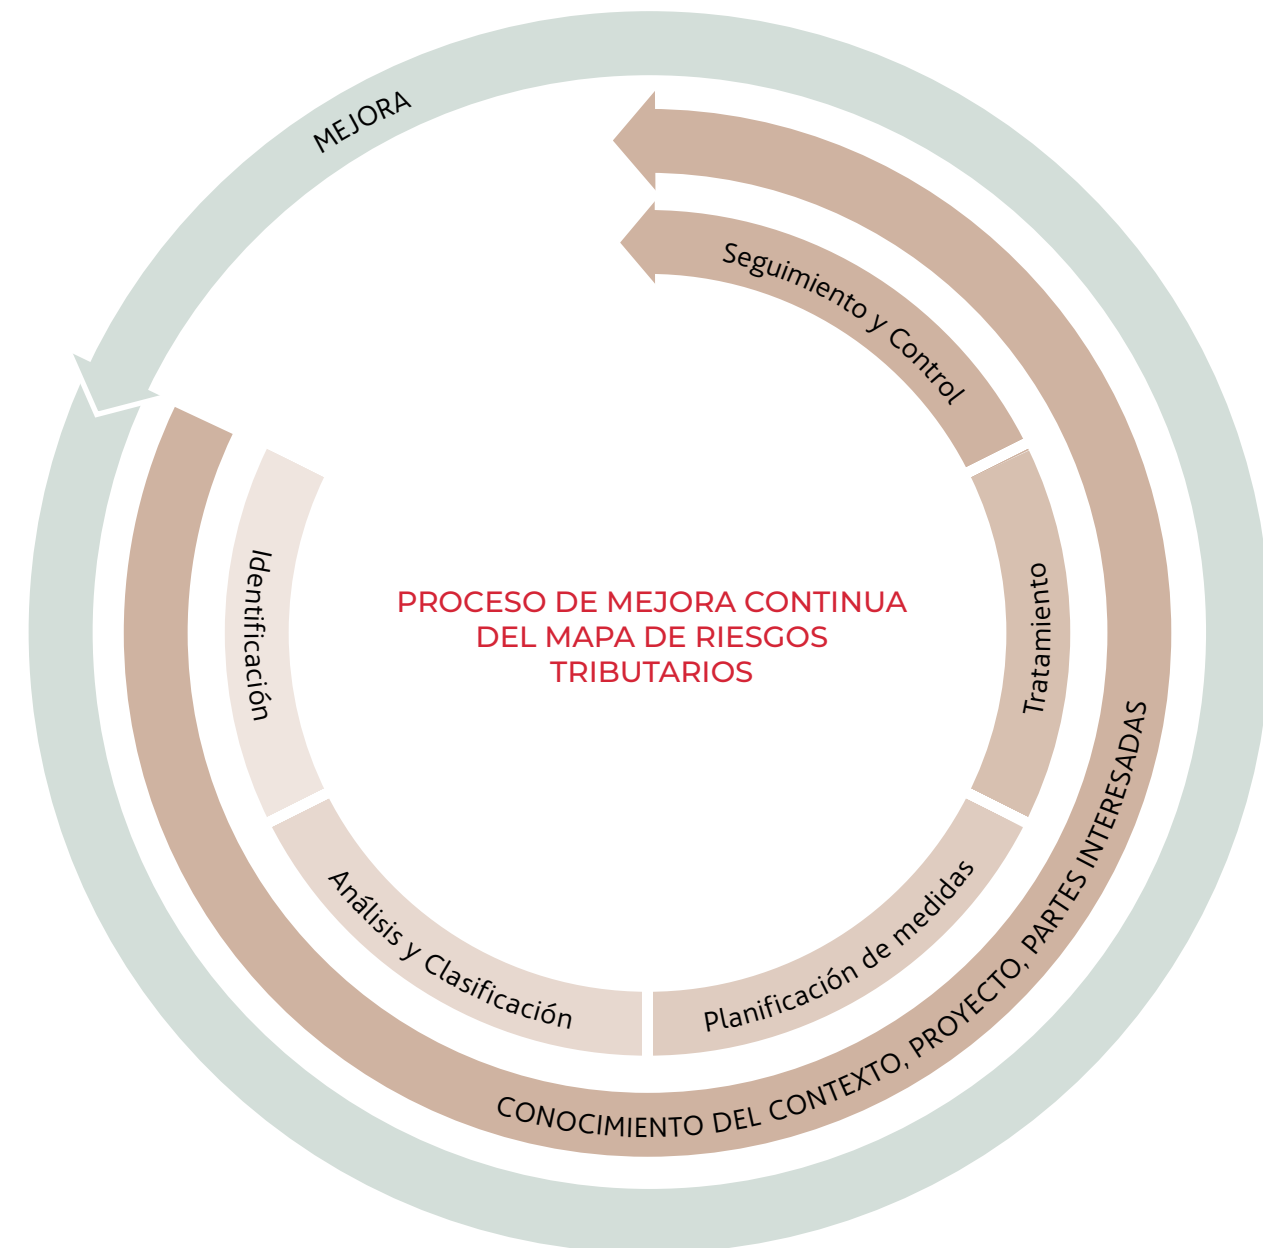 MEJORA
Seguimiento y Control
Identificación
PROCESO DE MEJORA CONTINUA
DEL MAPA DE RIESGOS
TRIBUTARIOS
Tratamiento
Análisis y Clasificación
Planificación de medidas
CONOCIMIENTO DEL CONTEXTO, PROYECTO, PARTES INTERESADAS